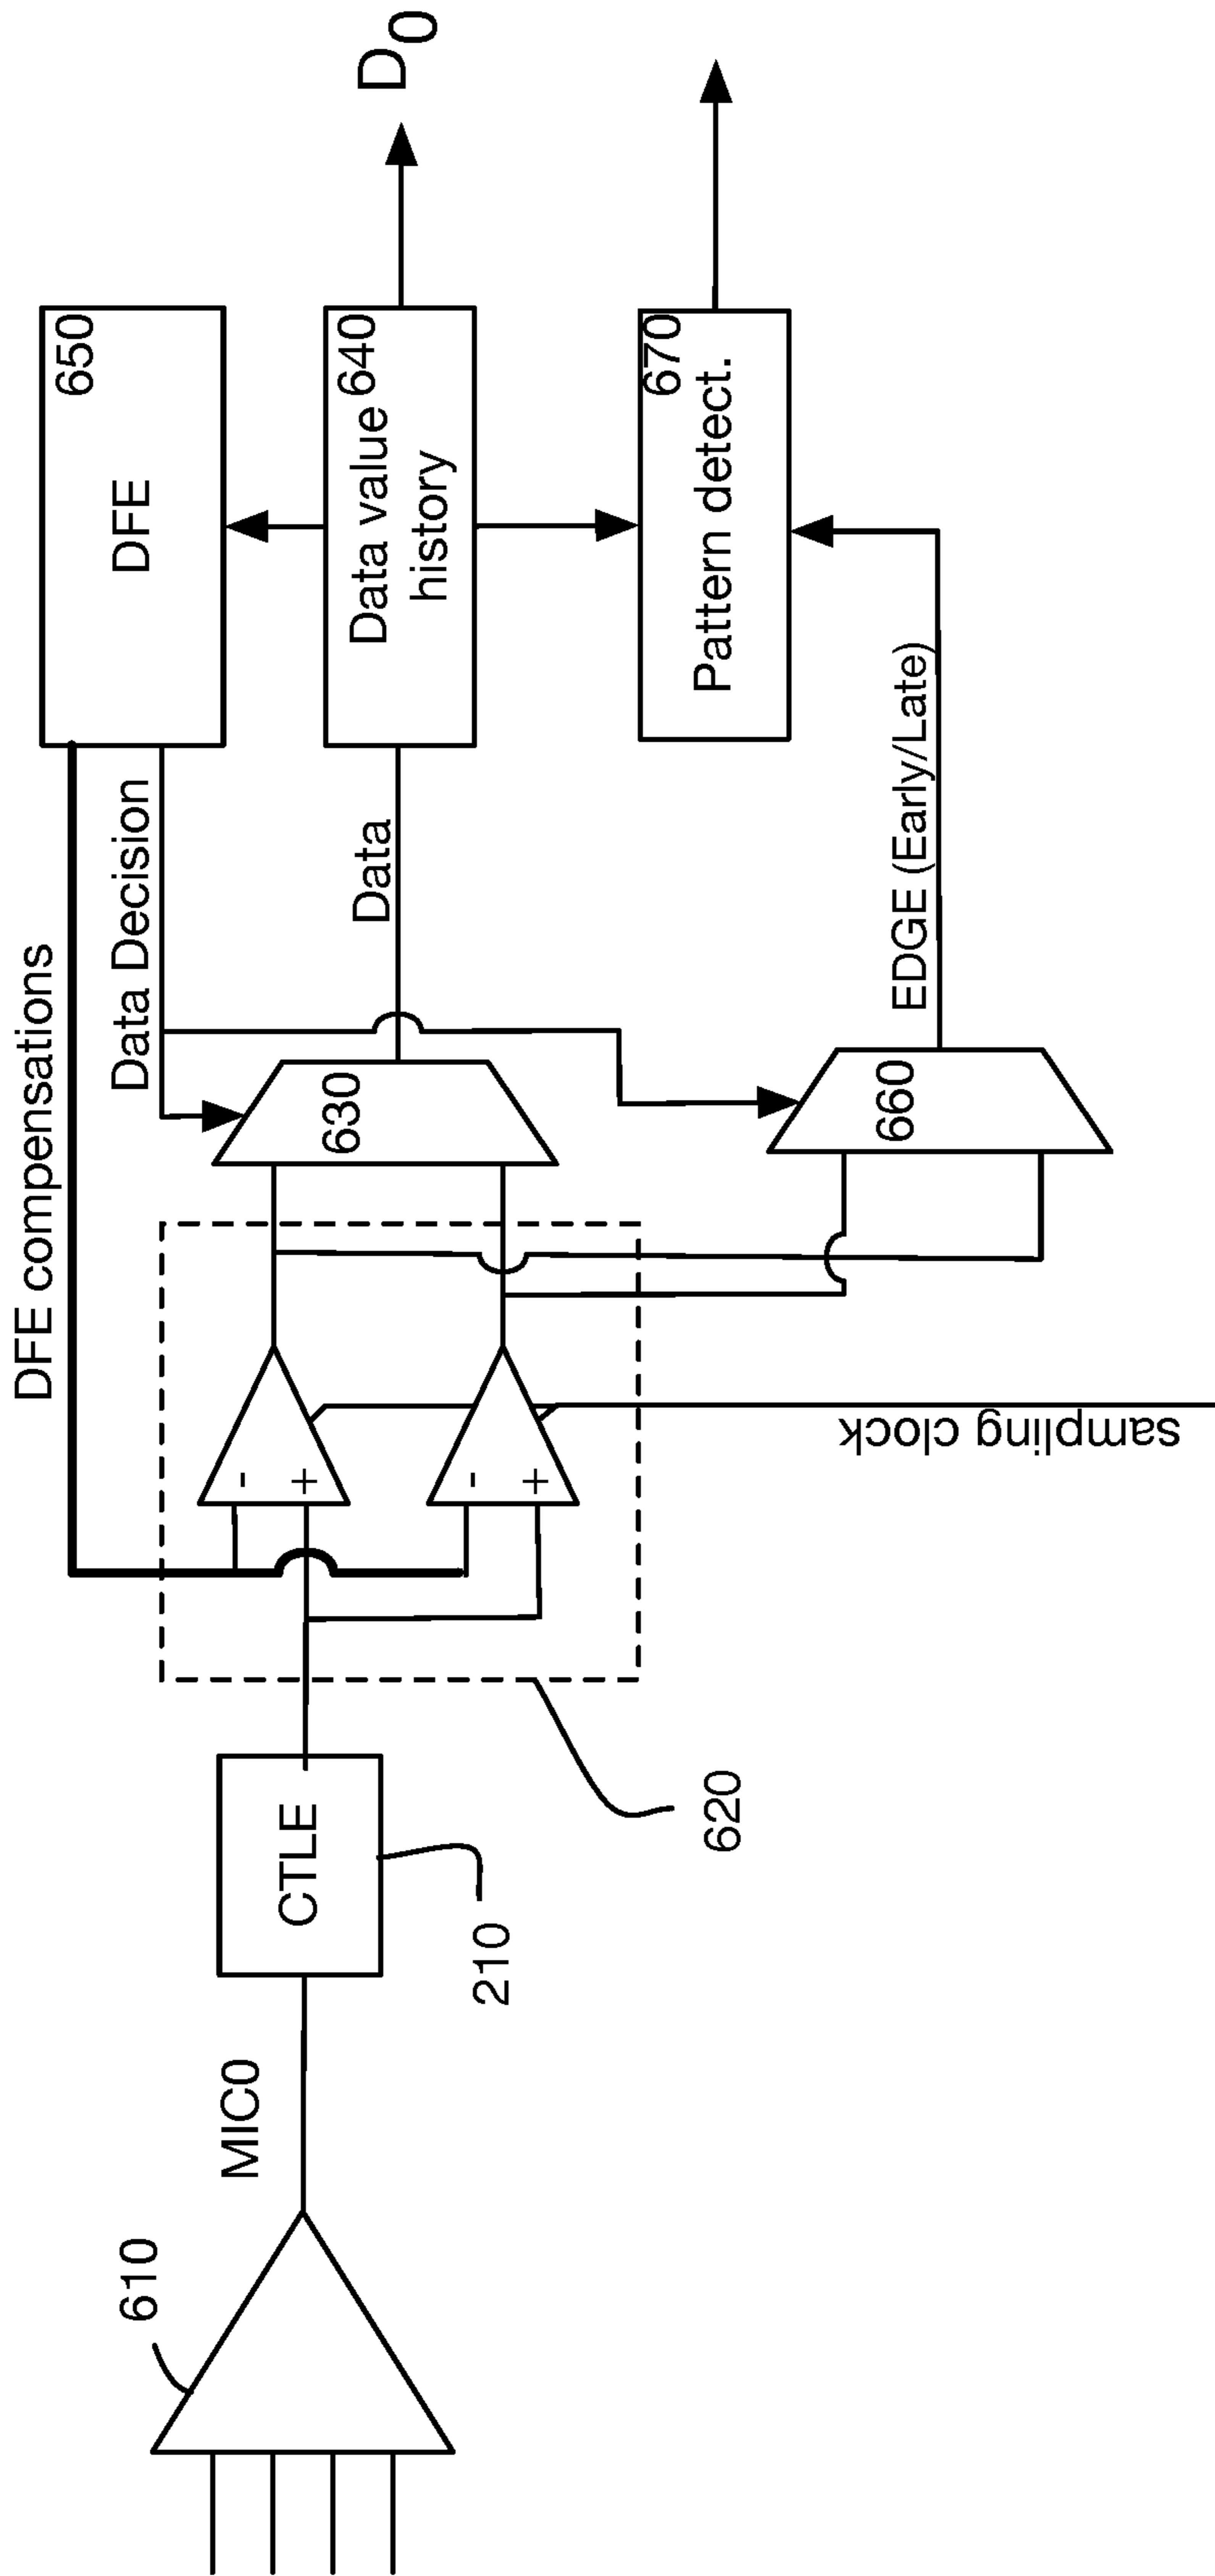 610
MIC0
CTLE
210
620
-
+
-
+
sampling clock
DFE compensations
Data Decision
630
Data
660
EDGE (Early/Late)
650
DFE
640
Data value
history
670
Pattern detect.
D0